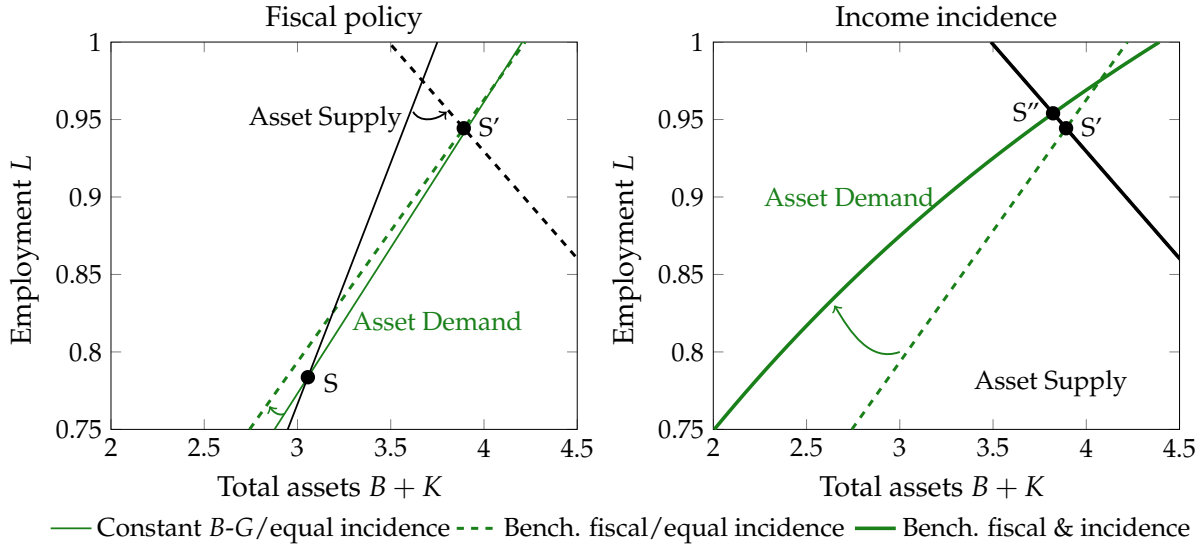 Fiscal policy
1
0.95
0.9
0.85
0.8
0.75
Employment L
Asset Supply
S′
Asset Demand
S
2
2.5
3
3.5
4
4.5
Total assets B + K
Income incidence
1
0.95
0.9
0.85
0.8
0.75
Employment L
S″
S′
Asset Demand
Asset Supply
2
2.5
3
3.5
4
4.5
Total assets B + K
Constant B-G/equal incidence
Bench. fiscal/equal incidence
Bench. fiscal & incidence